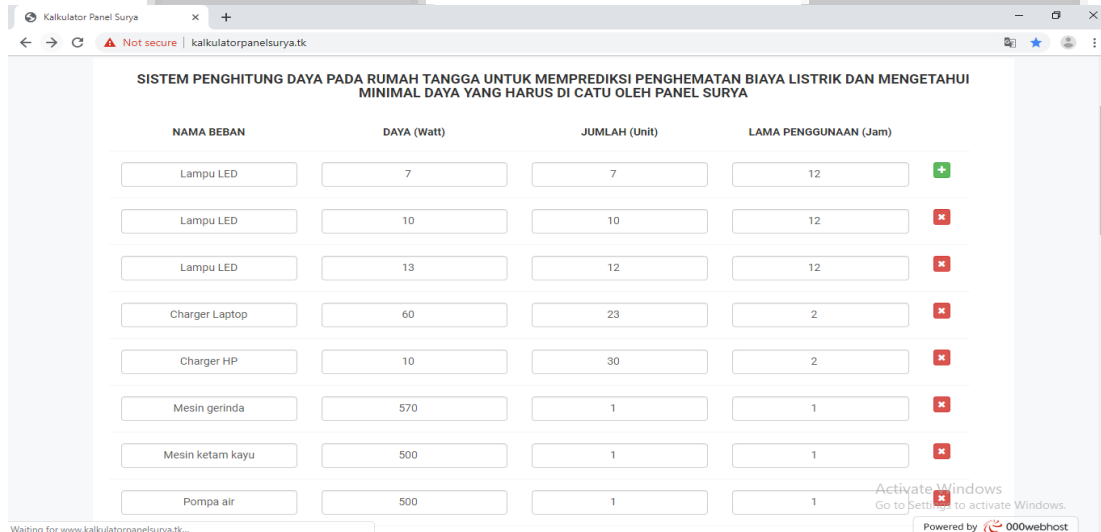 Kalkulator Panel Surya
Not secure | kalkulatorpanelsurya.tk
SISTEM PENGHITUNG DAYA PADA RUMAH TANGGA UNTUK MEMPREDIKSI PENGHEMATAN BIAYA LISTRIK DAN MENGETAHUI
MINIMAL DAYA YANG HARUS DI CATU OLEH PANEL SURYA
NAMA BEBAN DAYA (Watt) JUMLAH (Unit) LAMA PENGGUNAAN (Jam)
Lampu LED 7 7 12
Lampu LED 10 10 12
Lampu LED 13 12 12
Charger Laptop 60 23 2
Charger HP 10 30 2
Mesin gerinda 570 1 1
Mesin ketam kayu 500 1 1
Pompa air 500 1 1
Activate Windows
Go to Settings to activate Windows.
Waiting for www.kalkulatorpanelsurya.tk...
Powered by 000webhost